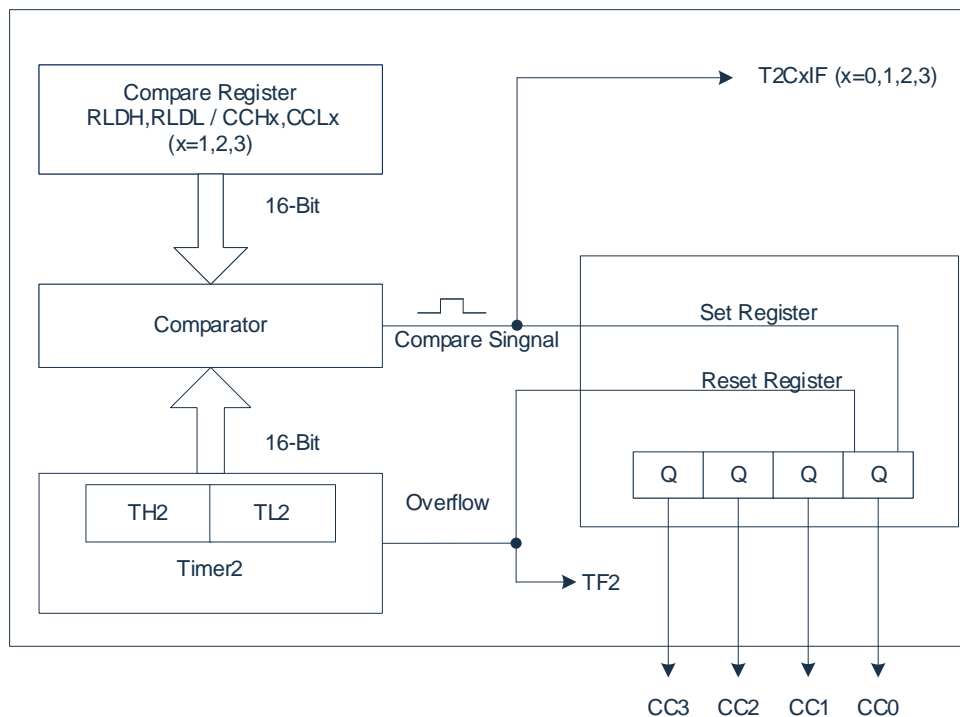 Compare Register
RLDH,RLDL / CCHx,CCLx
(x=1,2,3)
T2CxIF (x=0,1,2,3)
16-Bit
Comparator
Compare Singnal
Set Register
Reset Register
16-Bit
TH2 TL2
Timer2
Overflow
Q Q Q Q
TF2
CC3 CC2 CC1 CC0